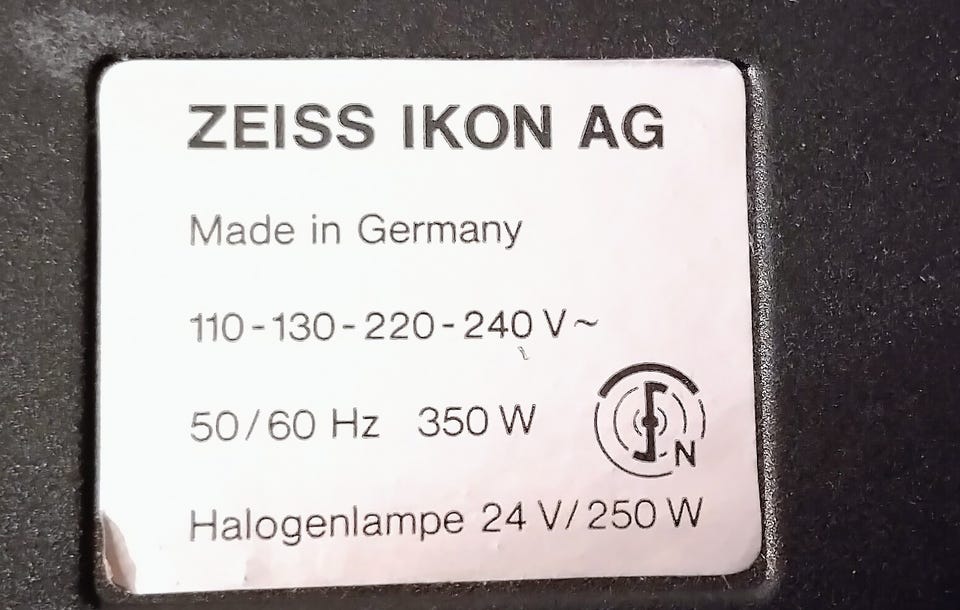 ZEISS IKON AG
Made in Germany
110-130-220-240 V~
50/60 Hz 350 W
N
Halogenlampe 24 V/250 W